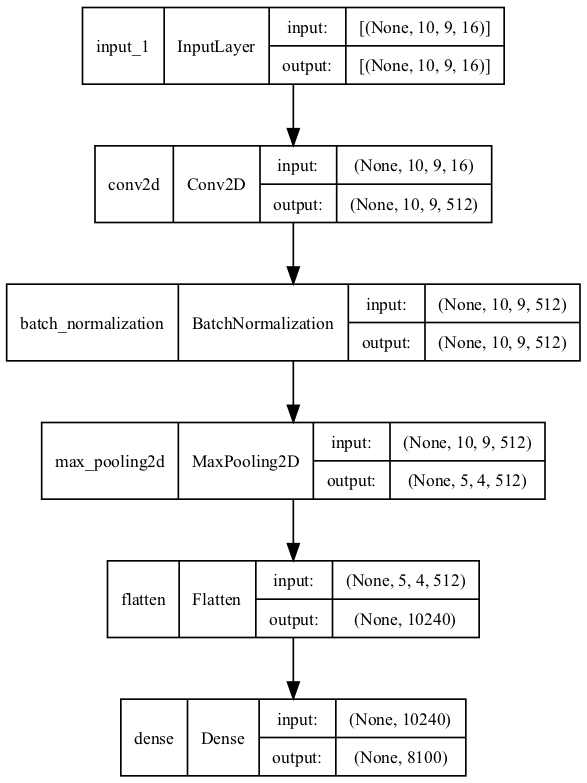 input_1 InputLayer input: [(None, 10, 9, 16)]
output: [(None, 10, 9, 16)]
conv2d Conv2D input: (None, 10, 9, 16)
output: (None, 10, 9, 512)
batch_normalization BatchNormalization input: (None, 10, 9, 512)
output: (None, 10, 9, 512)
max_pooling2d MaxPooling2D input: (None, 10, 9, 512)
output: (None, 5, 4, 512)
flatten Flatten input: (None, 5, 4, 512)
output: (None, 10240)
dense Dense input: (None, 10240)
output: (None, 8100)